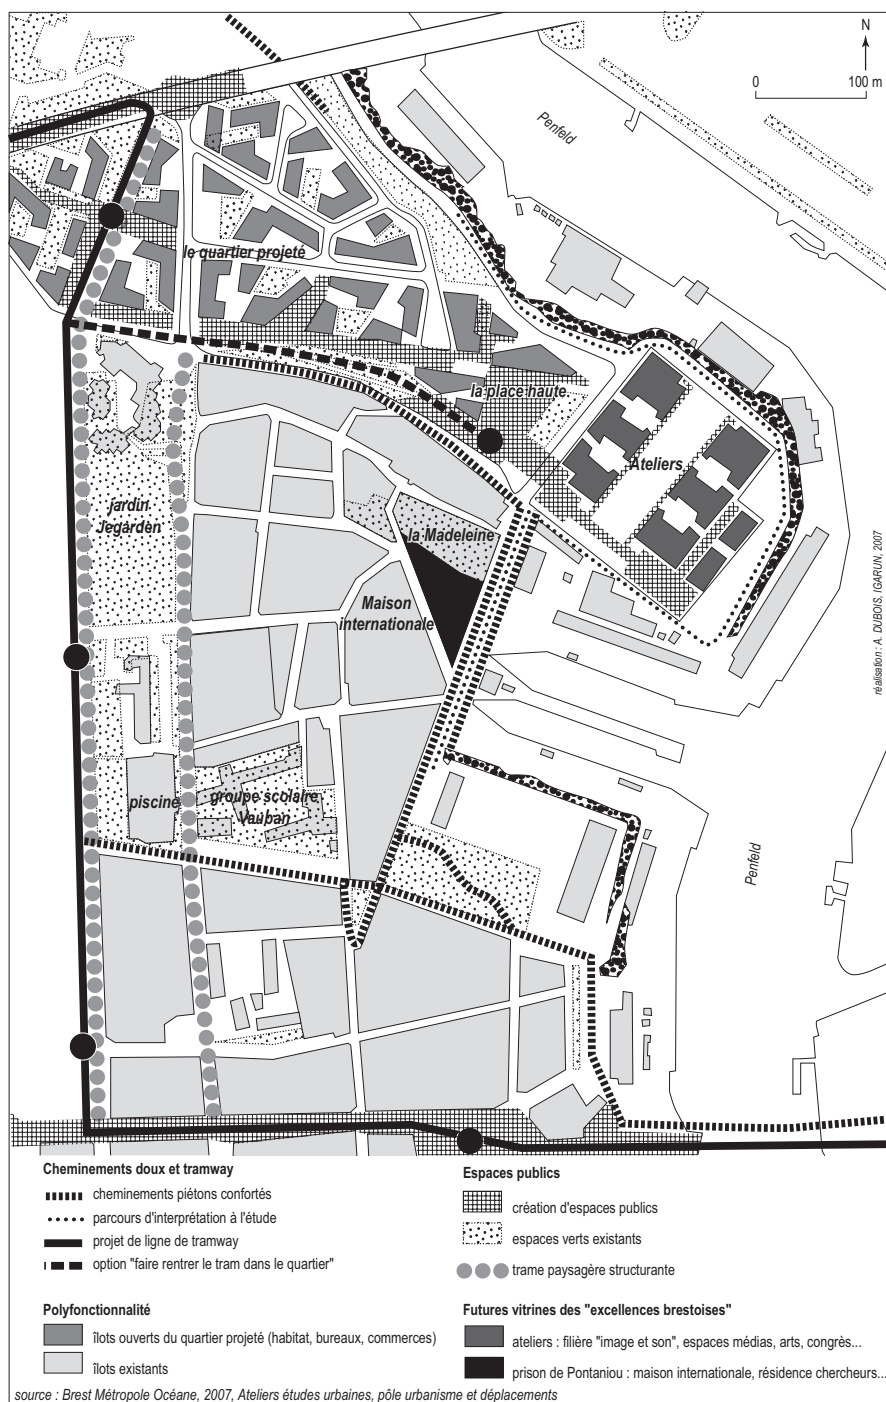 N
0 100 m
Penfeld
le quartier projeté
la place haute
Ateliers
jardin
Jegarden
la Madeleine
Maison
internationale
réalisation : A. DUBOIS, IGARUN, 2007
piscine
groupe scolaire
Vauban
Penfeld
Cheminements doux et tramway
cheminements piétons confortés
parcours d'interprétation à l'étude
projet de ligne de tramway
option "faire rentrer le tram dans le quartier"
Espaces publics
création d'espaces publics
espaces verts existants
trame paysagère structurante
Polyfonctionnalité
îlots ouverts du quartier projeté (habitat, bureaux, commerces)
îlots existants
Futures vitrines des "excellences brestoises"
ateliers : filière "image et son", espaces médias, arts, congrès...
prison de Pontaniou : maison internationale, résidence chercheurs...
source : Brest Métropole Océane, 2007, Ateliers études urbaines, pôle urbanisme et déplacements